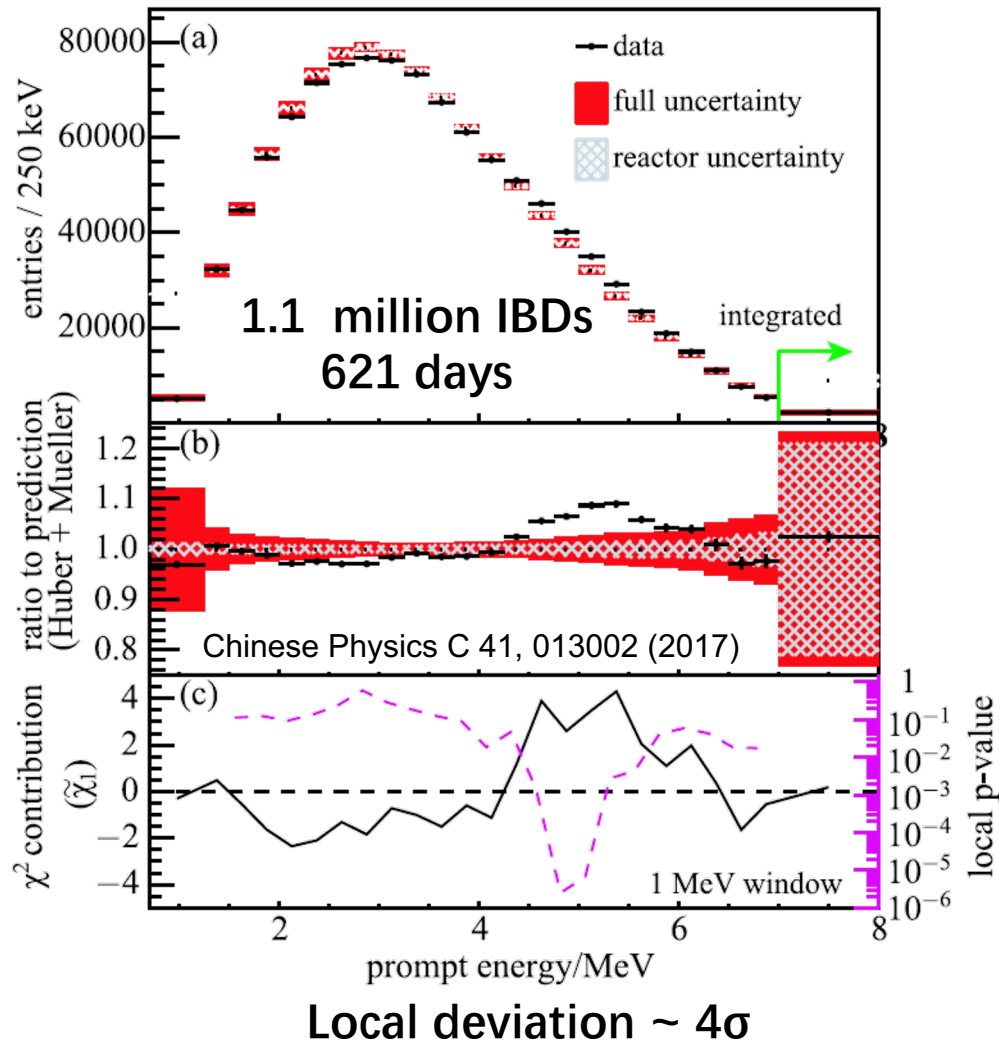 (a)
80000
60000
40000
20000
entries / 250 keV
data
full uncertainty
reactor uncertainty
1.1 million IBDs
621 days
integrated
(b)
1.2
1.1
1.0
0.9
0.8
ratio to prediction
(Huber + Mueller)
Chinese Physics C 41, 013002 (2017)
(c)
4
2
0
−2
−4
χ² contribution
(χ̃ᵢ)
1
10⁻¹
10⁻²
10⁻³
10⁻⁴
10⁻⁵
10⁻⁶
local p-value
1 MeV window
2 4 6 8
prompt energy/MeV
Local deviation ~ 4σ